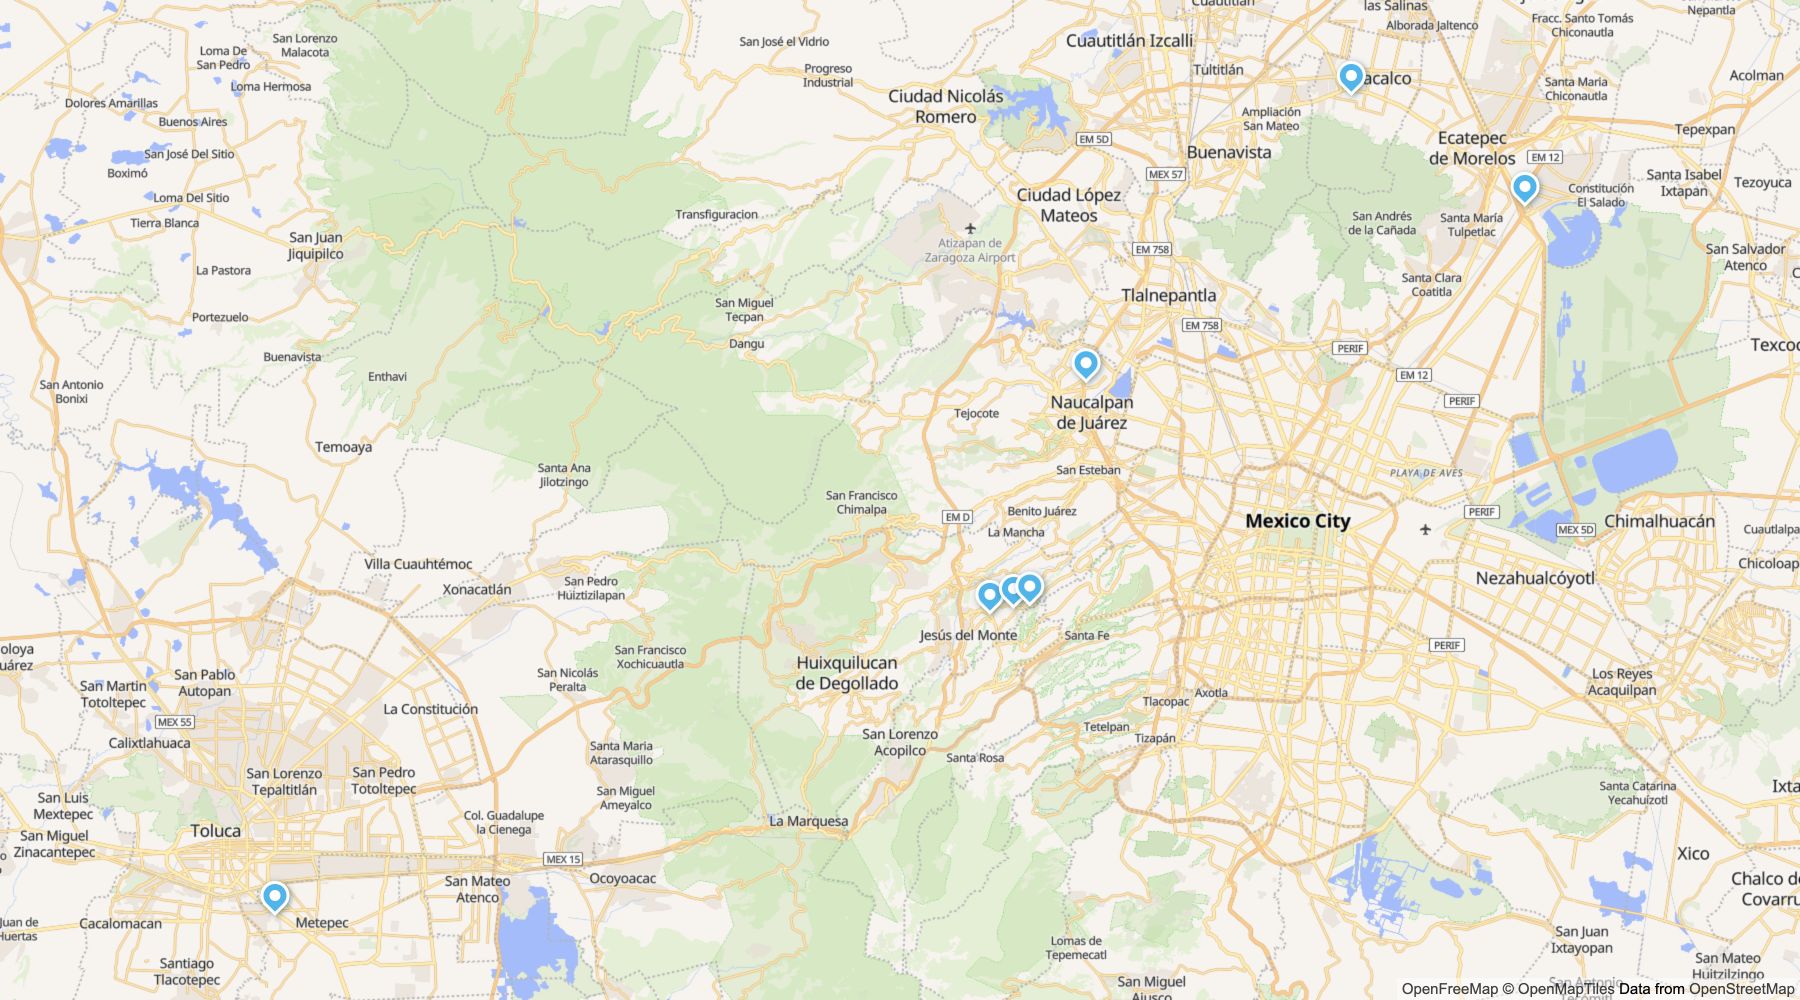 San Lorenzo
Malacota
Loma De
San Pedro
Loma Hermosa
Dolores Amarillas
Buenos Aires
San José Del Sitio
Boximó
Loma Del Sitio
Tierra Blanca
San Juan
Jiquipilco
La Pastora
Portezuelo
Buenavista
Enthavi
San Antonio
Bonixi
Temoaya
San José el Vidrio
Progreso
Industrial
Ciudad Nicolás
Romero
Transfiguracion
San Miguel
Tecpan
Dangu
Cuautitlán
Cuautitlán Izcalli
Tultitlán
EM 5D
MEX 57
Buenavista
Ampliación
San Mateo
Ciudad López
Mateos
Atizapan de
Zaragoza Airport
EM 758
Tlalnepantla
EM 758
las Salinas
Alborada Jaltenco
Fracc. Santo Tomás
Chiconautla
Nepantla
acalco
Santa Maria
Chiconautla
Acolman
Tepexpan
Ecatepec
de Morelos
EM 12
Santa Isabel
Ixtapan
Tezoyuca
Constitución
El Salado
San Andrés
de la Cañada
Santa María
Tulpetlac
San Salvador
Atenco
Santa Clara
Coatitla
PERIF
EM 12
PERIF
Texcoc
Naucalpan
de Juárez
Tejocote
San Esteban
Santa Ana
Jilotzingo
San Francisco
Chimalpa
EM D
Benito Juárez
La Mancha
Mexico City
PLAYA DE AVES
PERIF
MEX 5D
Chimalhuacán
Cuautlalpa
Chicoloap
Nezahualcóyotl
Villa Cuauhtémoc
Xonacatlán
San Pedro
Huiztizilapan
Jesús del Monte
Santa Fe
PERIF
San Francisco
Xochicuautla
San Nicolás
Peralta
Huixquilucan
de Degollado
oloya
uárez
San Pablo
Autopan
San Martin
Totoltepec
MEX 55
Calixtlahuaca
La Constitución
Los Reyes
Acaquilpan
Axotla
Tlacopac
Tetelpan
Tizapán
San Lorenzo
Acopilco
Santa Rosa
Santa Maria
Atarasquillo
San Miguel
Ameyalco
San Lorenzo
Tepaltitlán
San Pedro
Totoltepec
San Luis
Mextepec
San Miguel
Zinacantepec
Toluca
Col. Guadalupe
la Cienega
La Marquesa
MEX 15
San Mateo
Atenco
Ocoyoacac
Metepec
Cacalomacan
Juan de
Huertas
Santiago
Tlacotepec
Santa Catarina
Yecahuízotl
Ixta
Xico
Chalco de
Covarru
San Juan
Ixtayopan
San Mateo
Huitzilzingo
Lomas de
Tepemecatl
San Miguel
Ajusco
San Antonio
Tecomitl
OpenFreeMap © OpenMapTiles Data from OpenStreetMap